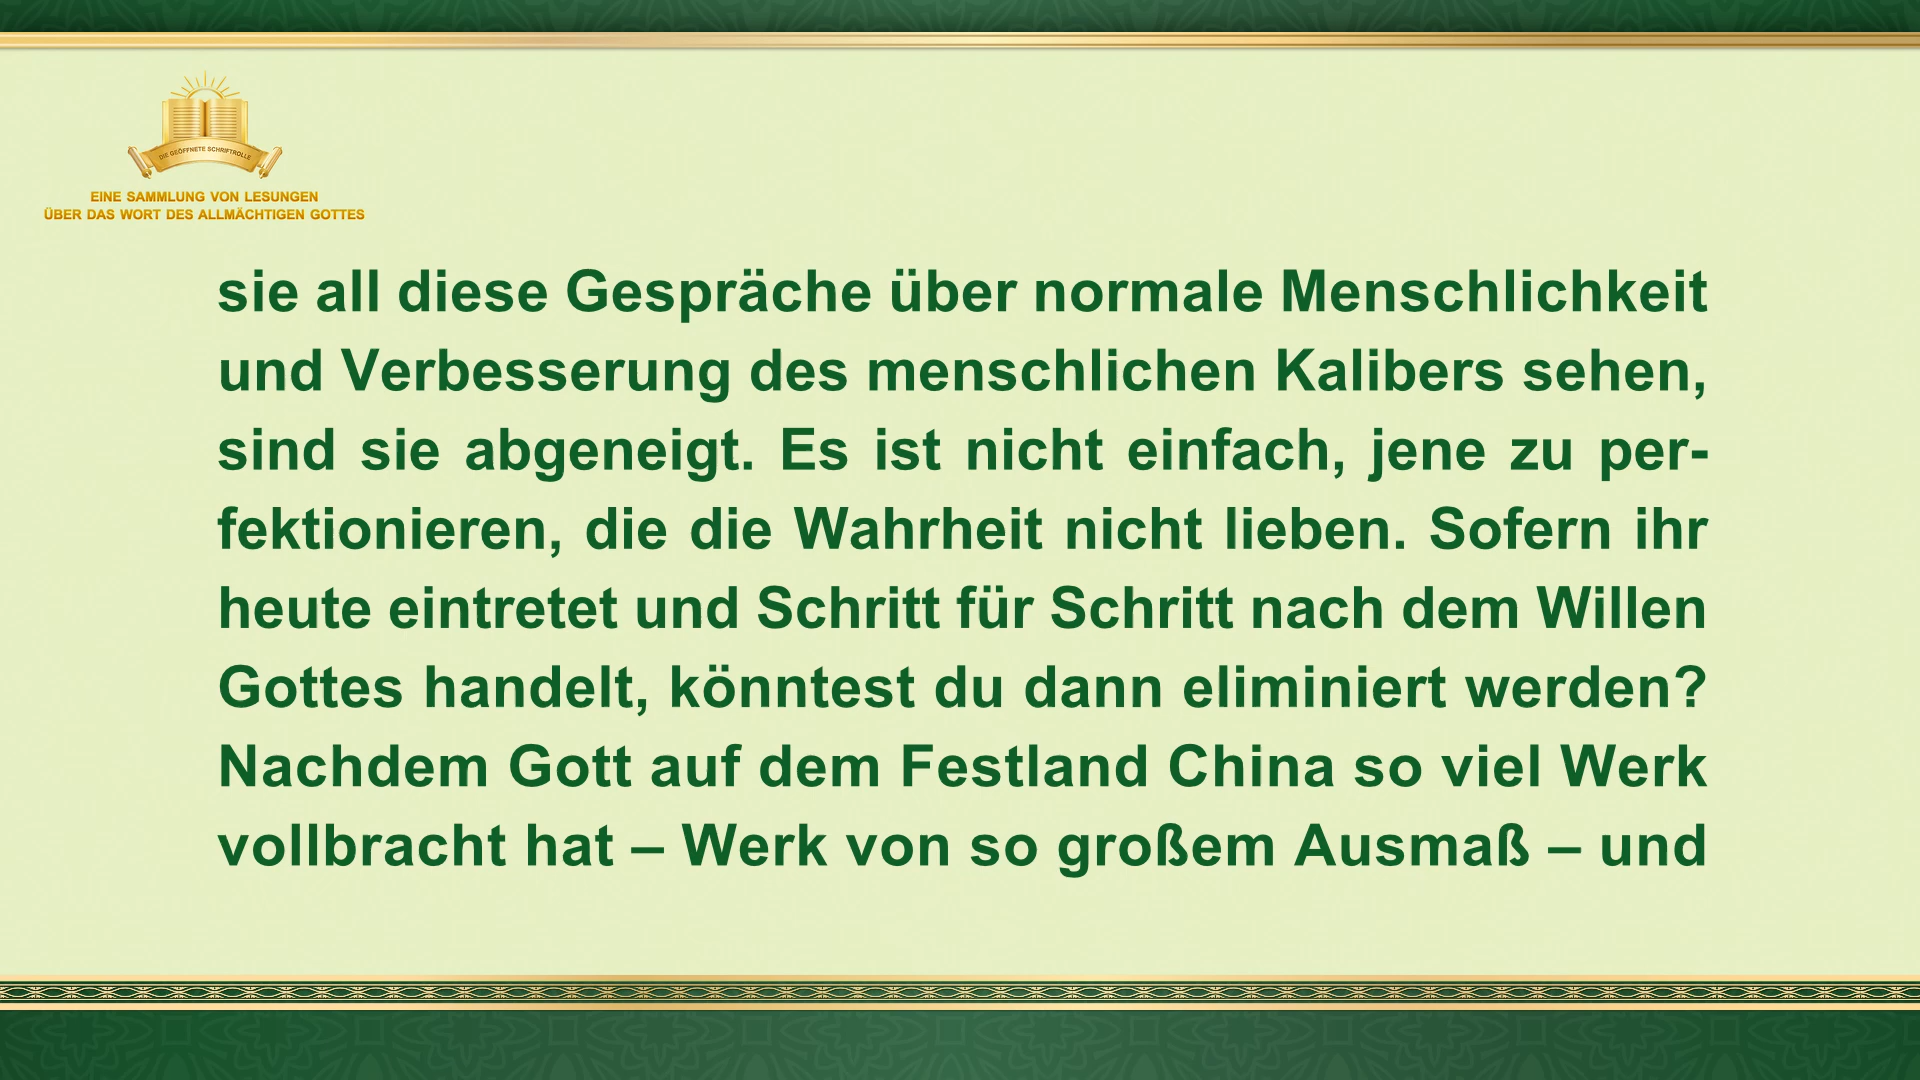 DIE GEÖFFNETE SCHRIFTROLLE
EINE SAMMLUNG VON LESUNGEN
ÜBER DAS WORT DES ALLMÄCHTIGEN GOTTES
sie all diese Gespräche über normale Menschlichkeit
und Verbesserung des menschlichen Kalibers sehen,
sind sie abgeneigt. Es ist nicht einfach, jene zu per-
fektionieren, die die Wahrheit nicht lieben. Sofern ihr
heute eintretet und Schritt für Schritt nach dem Willen
Gottes handelt, könntest du dann eliminiert werden?
Nachdem Gott auf dem Festland China so viel Werk
vollbracht hat – Werk von so großem Ausmaß – und